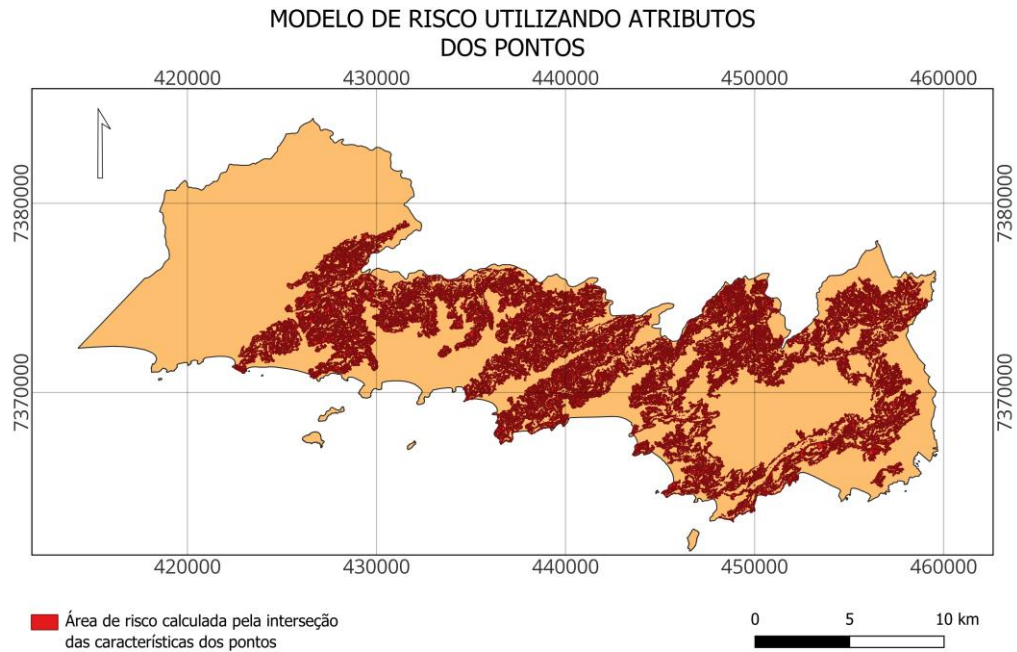 MODELO DE RISCO UTILIZANDO ATRIBUTOS
DOS PONTOS
420000 430000 440000 450000 460000
7380000 7380000
7370000 7370000
420000 430000 440000 450000 460000
Área de risco calculada pela interseção
das características dos pontos
0 5 10 km